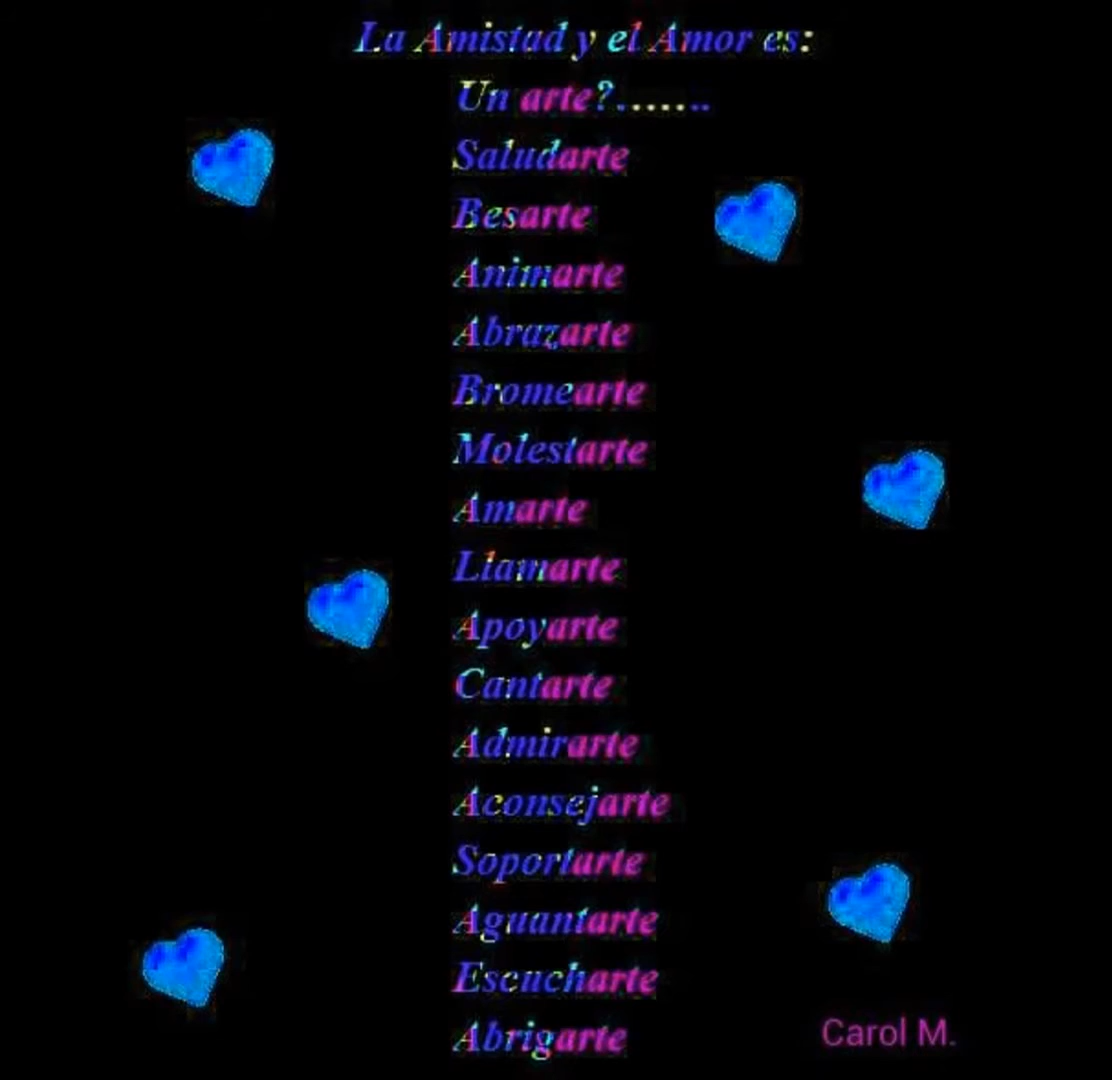 La Amistad y el Amor es:
Un arte?.......
Saludarte
Besarte
Animarte
Abrazarte
Bromearte
Molestarte
Amarte
Llamarte
Apoyarte
Cantarte
Admirarte
Aconsejarte
Soportarte
Aguantarte
Escucharte
Abrigarte
Carol M.